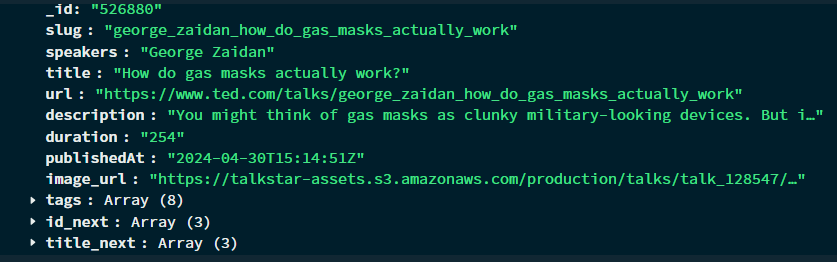 _id: "526880"
slug : "george_zaidan_how_do_gas_masks_actually_work"
speakers : "George Zaidan"
title : "How do gas masks actually work?"
url : "https://www.ted.com/talks/george_zaidan_how_do_gas_masks_actually_work"
description : "You might think of gas masks as clunky military-looking devices. But i…"
duration : "254"
publishedAt : "2024-04-30T15:14:51Z"
image_url : "https://talkstar-assets.s3.amazonaws.com/production/talks/talk_128547/…"
tags : Array (8)
id_next : Array (3)
title_next : Array (3)